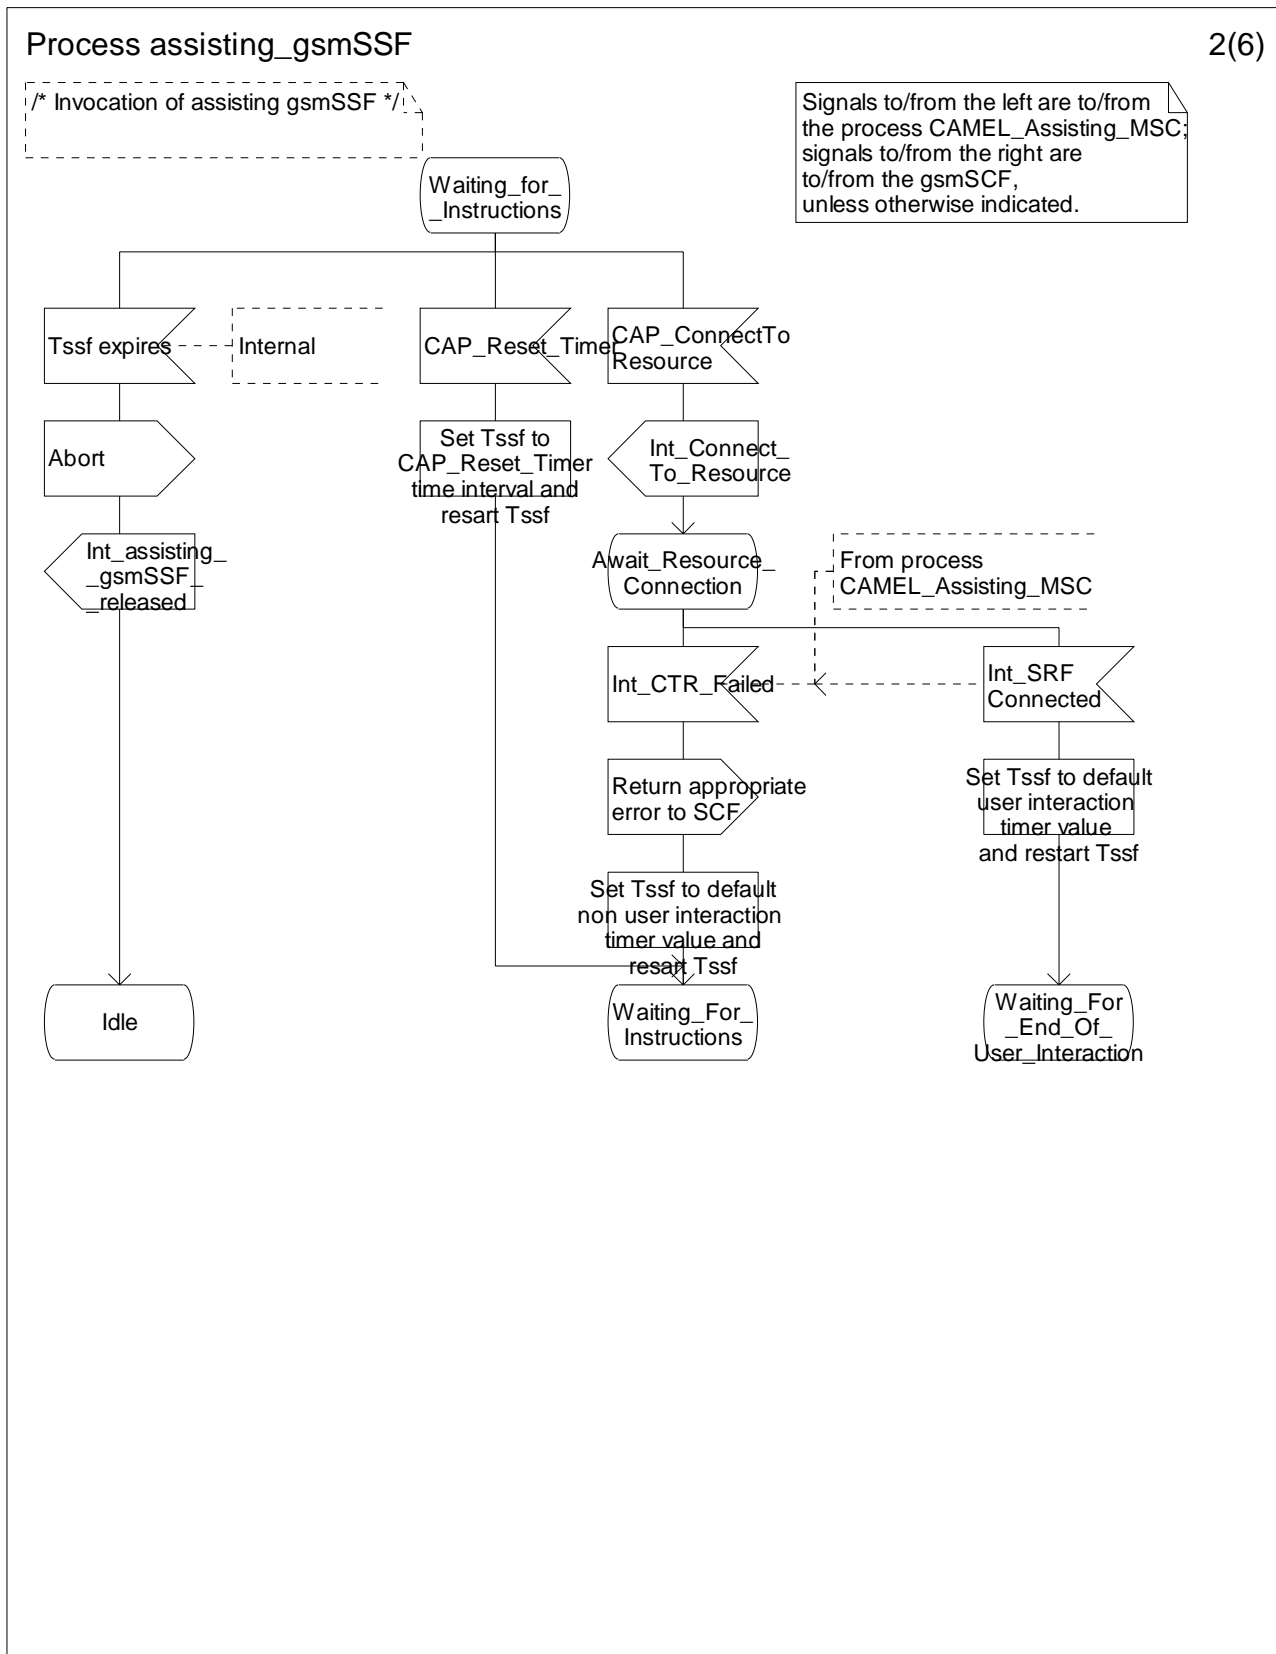 Process assisting_gsmSSF
2(6)
/* Invocation of assisting gsmSSF */
Signals to/from the left are to/from
the process CAMEL_Assisting_MSC;
signals to/from the right are
to/from the gsmSCF,
unless otherwise indicated.
Waiting_for_
_Instructions
Tssf expires
Internal
CAP_Reset_Timer
CAP_ConnectTo
Resource
Abort
Set Tssf to
CAP_Reset_Timer
time interval and
resart Tssf
Int_Connect_
To_Resource
Int_assisting_
_gsmSSF_
_released
Await_Resource_
Connection
From process
CAMEL_Assisting_MSC
Int_CTR_Failed
Int_SRF
Connected
Return appropriate
error to SCF
Set Tssf to default
user interaction
timer value
and restart Tssf
Set Tssf to default
non user interaction
timer value and
resart Tssf
Idle
Waiting_For_
Instructions
Waiting_For
_End_Of_
User_Interaction